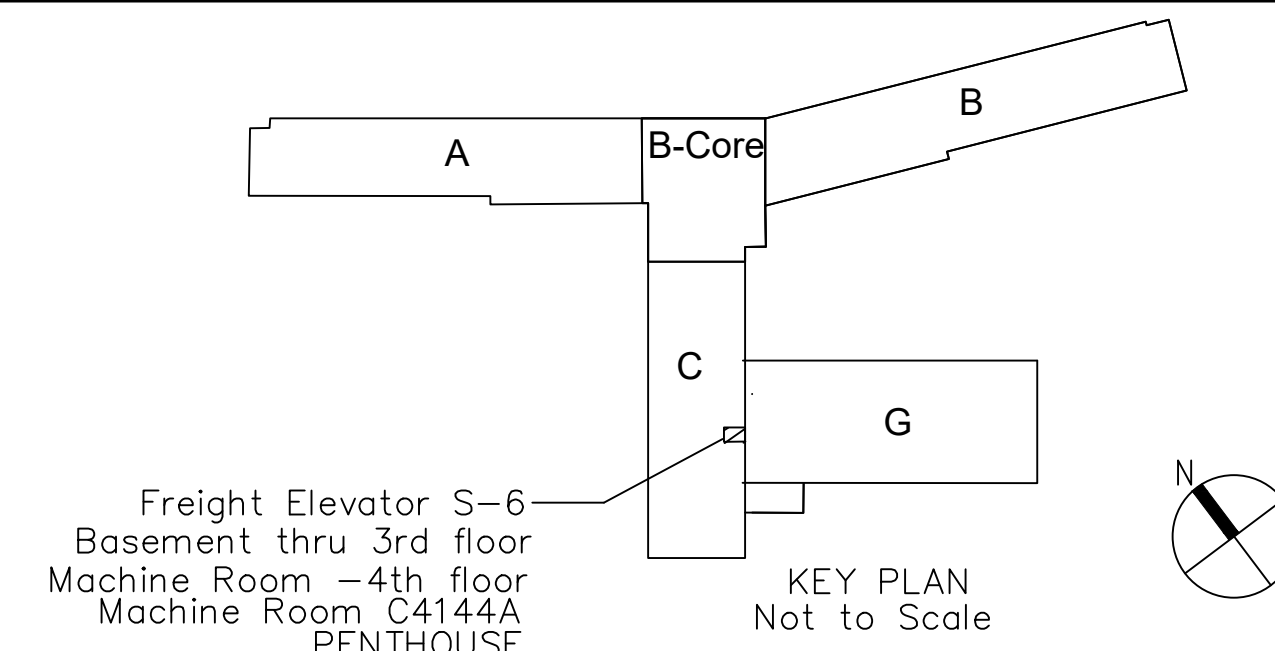 B
A
B-Core
C
G
N
Freight Elevator S-6
Basement thru 3rd floor
Machine Room -4th floor
Machine Room C4144A
PENTHOUSE
KEY PLAN
Not to Scale